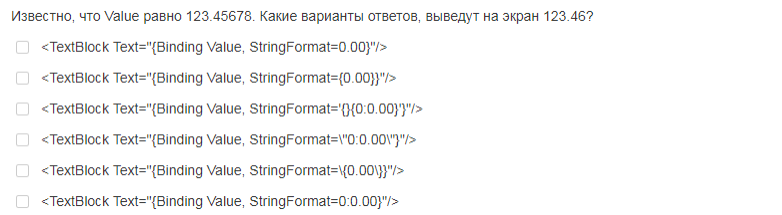 Известно, что Value равно 123.45678. Какие варианты ответов, выведут на экран 123.46?
<TextBlock Text="{Binding Value, StringFormat=0.00}"/>
<TextBlock Text="{Binding Value, StringFormat={0.00}}"/>
<TextBlock Text="{Binding Value, StringFormat='{}{0:0.00}'}"/>
<TextBlock Text="{Binding Value, StringFormat=\"0:0.00\"}"/>
<TextBlock Text="{Binding Value, StringFormat=\{0.00\}}"/>
<TextBlock Text="{Binding Value, StringFormat=0:0.00}"/>